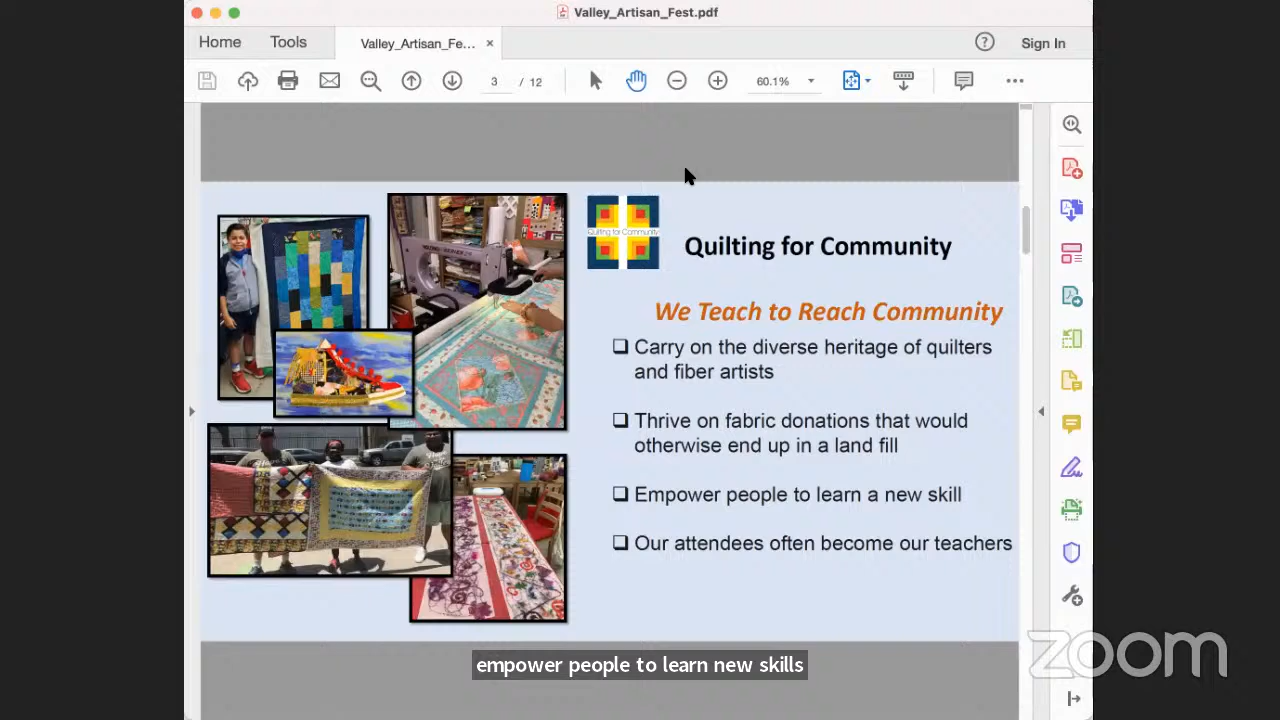 Valley_Artisan_Fest.pdf
Home
Tools
Valley_Artisan_Fe...
×
?
Sign In
3
/ 12
60.1%
Quilting for Community
Quilting for Community
We Teach to Reach Community
Carry on the diverse heritage of quilters
and fiber artists
Thrive on fabric donations that would
otherwise end up in a land fill
Empower people to learn a new skill
Our attendees often become our teachers
empower people to learn new skills
zoom